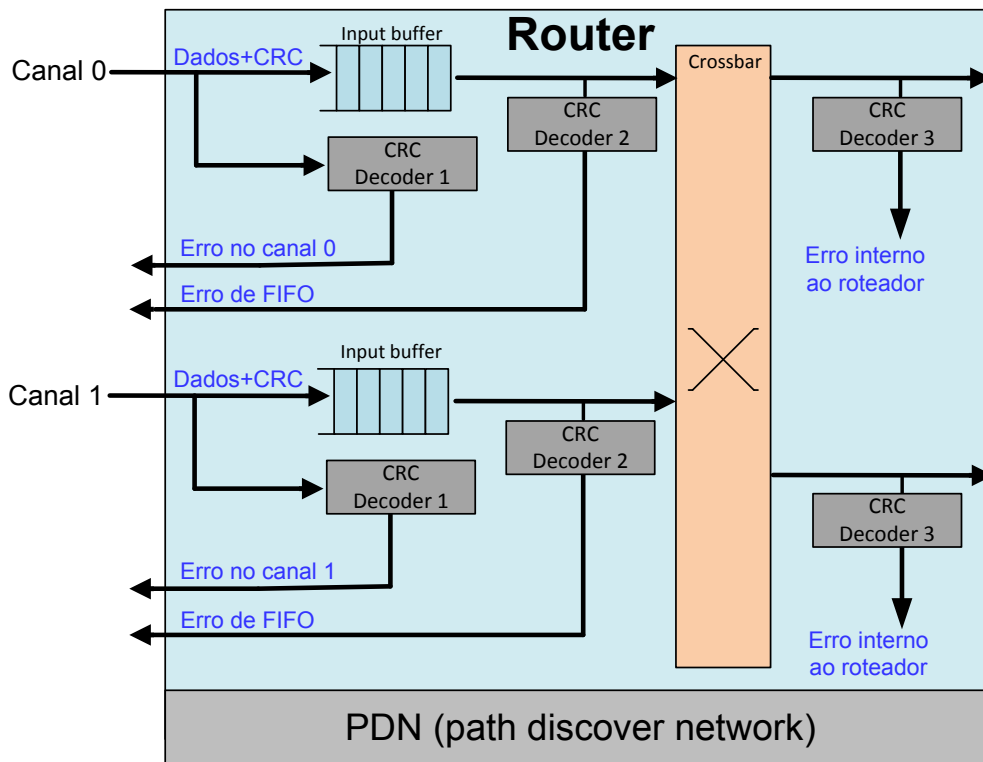 Router
Input buffer
Dados+CRC
Canal 0
Crossbar
CRC
Decoder 2
CRC
Decoder 3
CRC
Decoder 1
Erro no canal 0
Erro de FIFO
Erro interno
ao roteador
Input buffer
Dados+CRC
Canal 1
CRC
Decoder 2
CRC
Decoder 1
CRC
Decoder 3
Erro no canal 1
Erro de FIFO
Erro interno
ao roteador
PDN (path discover network)